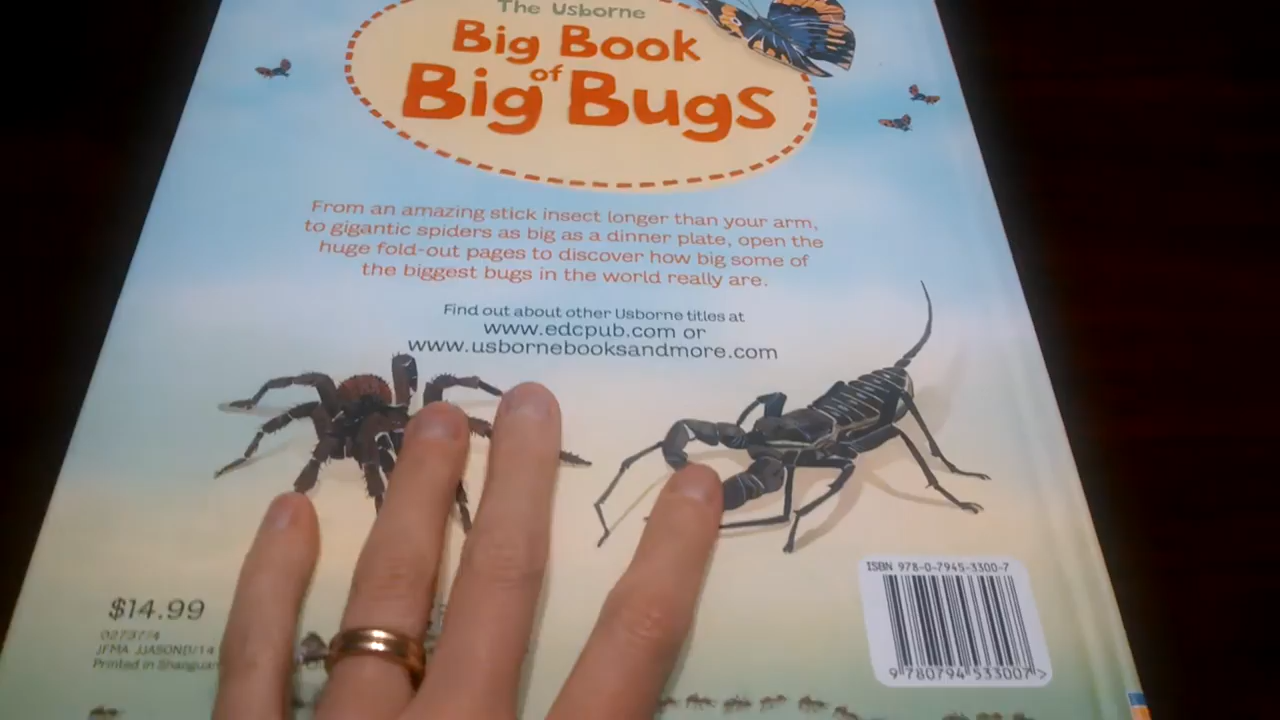 The Usborne
Big Book
of
Big Bugs
From an amazing stick insect longer than your arm,
to gigantic spiders as big as a dinner plate, open the
huge fold-out pages to discover how big some of
the biggest bugs in the world really are.
Find out about other Usborne titles at
www.edcpub.com or
www.usbornebooksandmore.com
ISBN 978-0-7945-3300-7
$14.99
JFMA JJASOND/14
Printed in
9 780794 533007 >